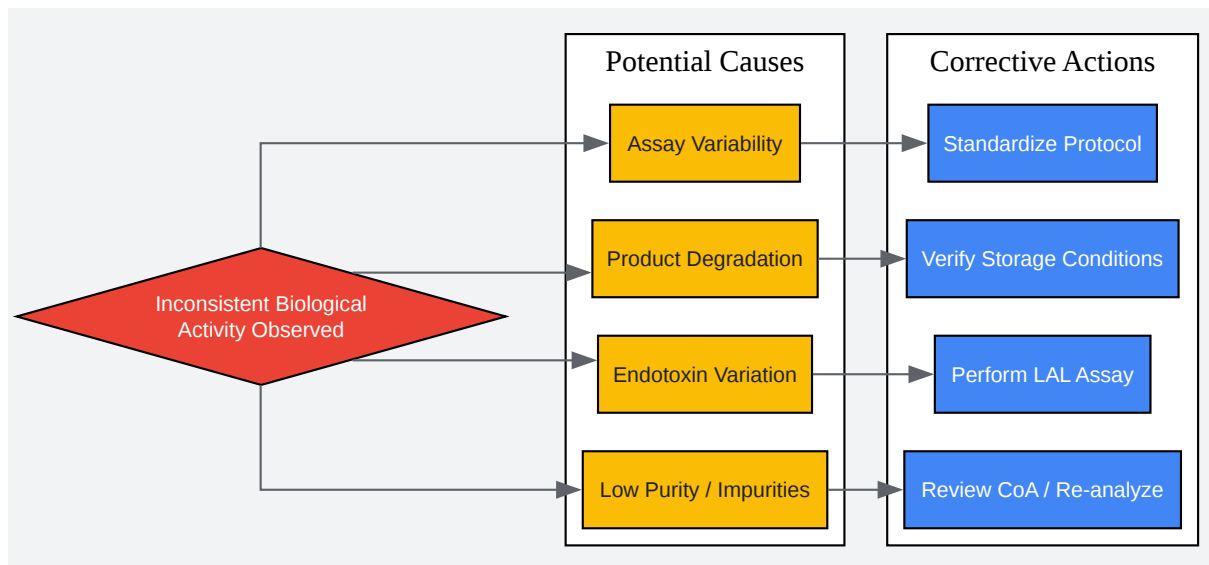 Potential Causes
Corrective Actions
Assay Variability
Standardize Protocol
Product Degradation
Verify Storage Conditions
Inconsistent Biological
Activity Observed
Endotoxin Variation
Perform LAL Assay
Low Purity / Impurities
Review CoA / Re-analyze